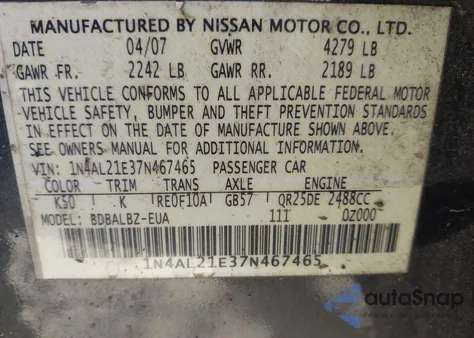 MANUFACTURED BY NISSAN MOTOR CO., LTD.
DATE 04/07 GVWR 4279 LB
GAWR FR. 2242 LB GAWR RR. 2189 LB
THIS VEHICLE CONFORMS TO ALL APPLICABLE FEDERAL MOTOR
VEHICLE SAFETY, BUMPER AND THEFT PREVENTION STANDARDS
IN EFFECT ON THE DATE OF MANUFACTURE SHOWN ABOVE.
SEE OWNERS MANUAL FOR ADDITIONAL INFORMATION.
VIN: 1N4AL21E37N467465 PASSENGER CAR
COLOR TRIM TRANS AXLE ENGINE
K50 K RE0F10A GB57 QR25DE 2488CC
MODEL: BDBALBZ-EUA 111 0Z000
1N4AL21E37N467465
autoSnap